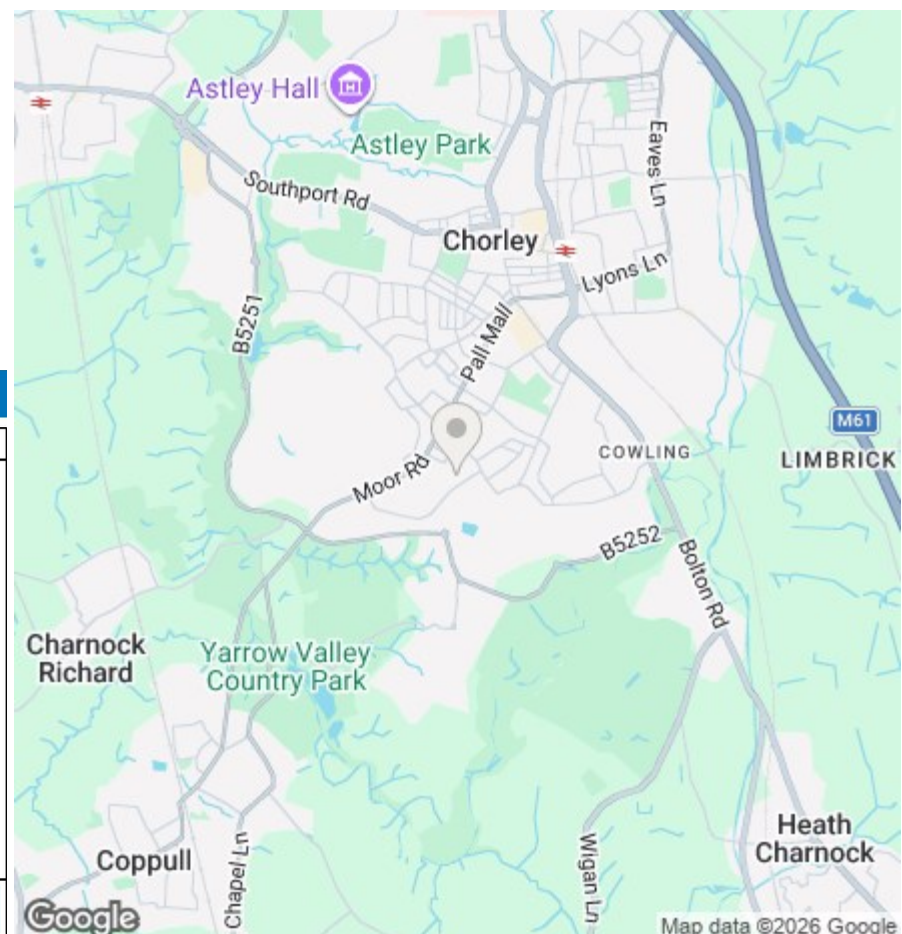 Astley Hall
Astley Park
Southport Rd
Eaves Ln
Chorley
Lyons Ln
B5251
Pall Mall
M61
COWLING
LIMBRICK
Moor Rd
B5252
Bolton Rd
Charnock
Richard
Yarrow Valley
Country Park
Heath
Charnock
Coppull
Chapel Ln
Wigan Ln
Google
Map data ©2026 Google